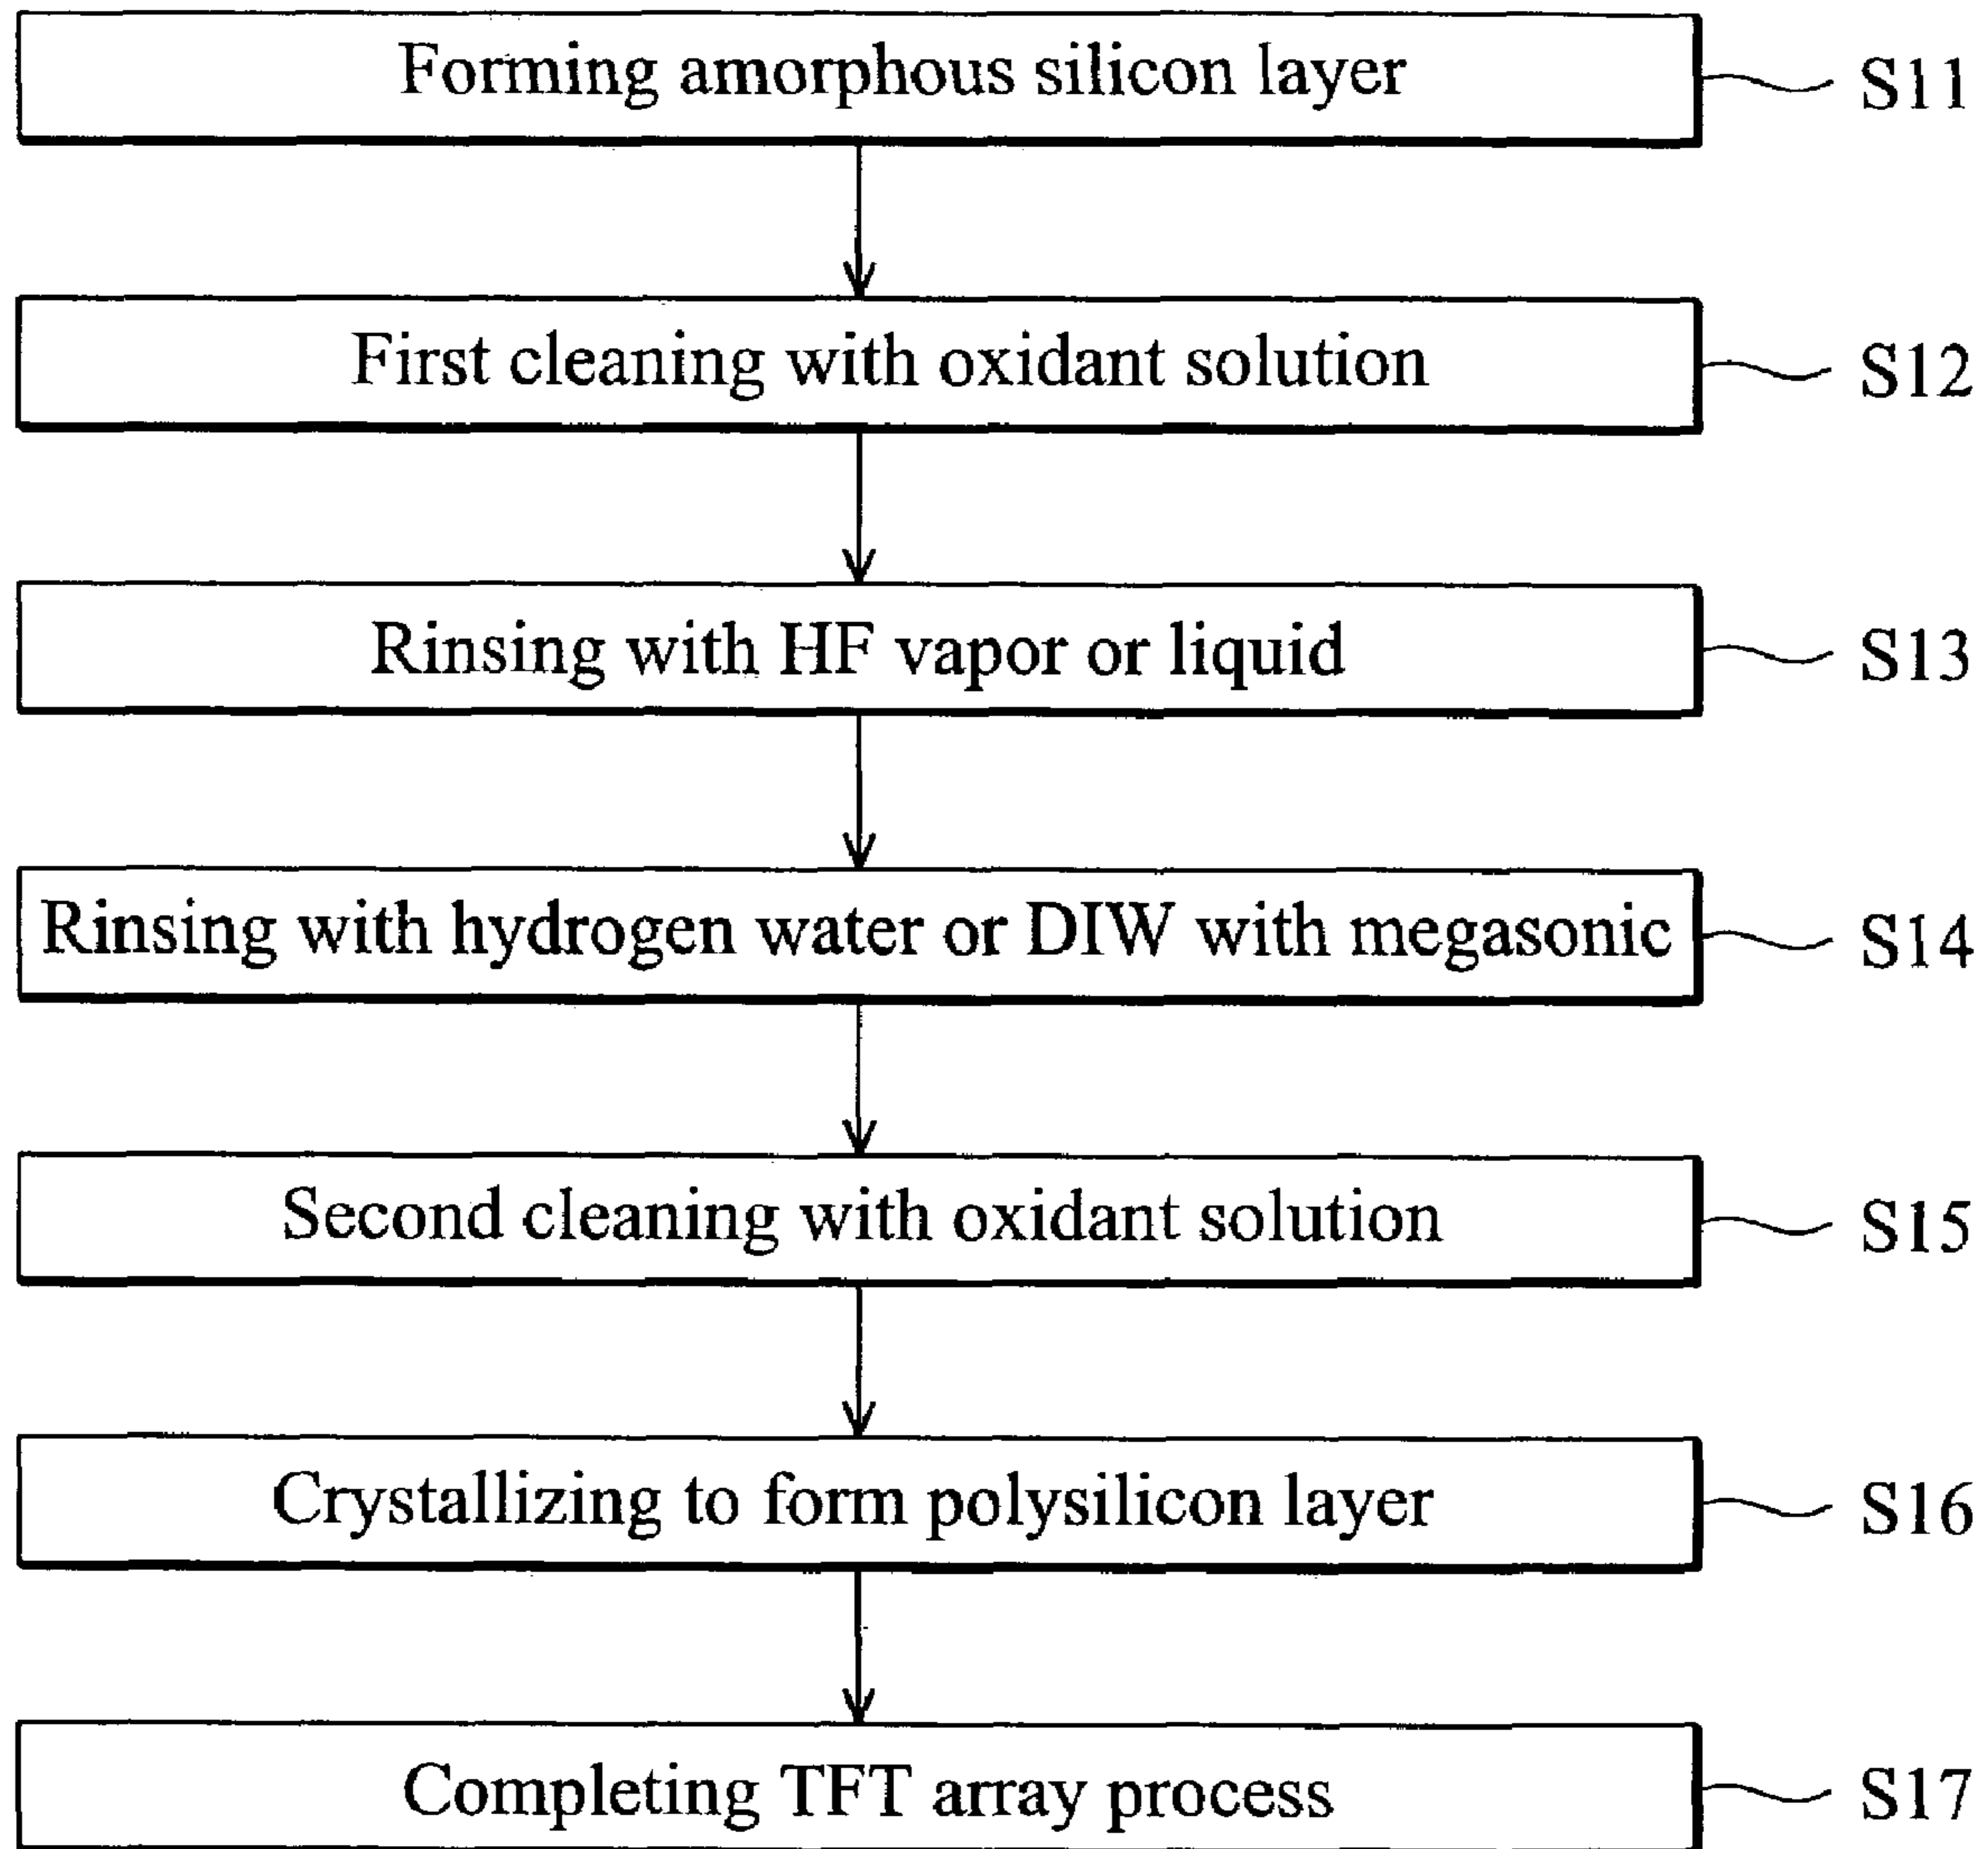 Forming amorphous silicon layer S11
First cleaning with oxidant solution S12
Rinsing with HF vapor or liquid S13
Rinsing with hydrogen water or DIW with megasonic S14
Second cleaning with oxidant solution S15
Crystallizing to form polysilicon layer S16
Completing TFT array process S17